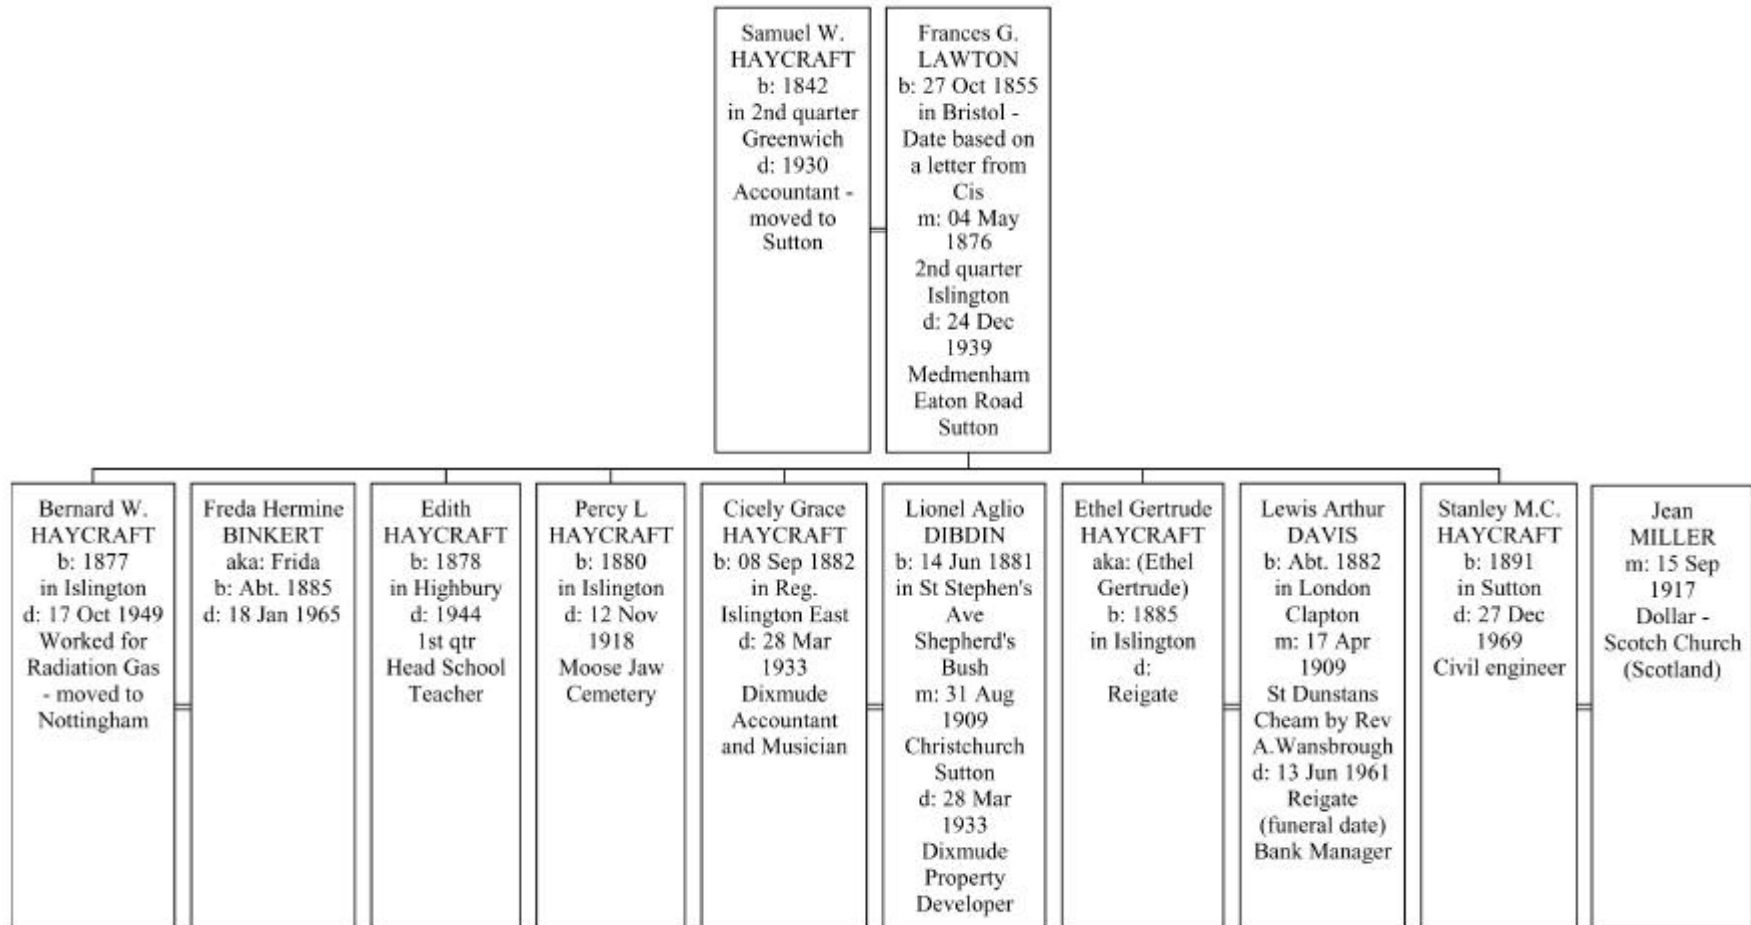 Samuel W.
HAYCRAFT
b: 1842
in 2nd quarter
Greenwich
d: 1930
Accountant -
moved to
Sutton
Frances G.
LAWTON
b: 27 Oct 1855
in Bristol -
Date based on
a letter from
Cis
m: 04 May
1876
2nd quarter
Islington
d: 24 Dec
1939
Medmenham
Eaton Road
Sutton
Bernard W.
HAYCRAFT
b: 1877
in Islington
d: 17 Oct 1949
Worked for
Radiation Gas
- moved to
Nottingham
Freda Hermine
BINKERT
aka: Frida
b: Abt. 1885
d: 18 Jan 1965
Edith
HAYCRAFT
b: 1878
in Highbury
d: 1944
1st qtr
Head School
Teacher
Percy L
HAYCRAFT
b: 1880
in Islington
d: 12 Nov
1918
Moose Jaw
Cemetery
Cicely Grace
HAYCRAFT
b: 08 Sep 1882
in Reg.
Islington East
d: 28 Mar
1933
Dixmude
Accountant
and Musician
Lionel Aglio
DIBDIN
b: 14 Jun 1881
in St Stephen's
Ave
Shepherd's
Bush
m: 31 Aug
1909
Christchurch
Sutton
d: 28 Mar
1933
Dixmude
Property
Developer
Ethel Gertrude
HAYCRAFT
aka: (Ethel
Gertrude)
b: 1885
in Islington
d:
Reigate
Lewis Arthur
DAVIS
b: Abt. 1882
in London
Clapton
m: 17 Apr
1909
St Dunstans
Cheam by Rev
A.Wansbrough
d: 13 Jun 1961
Reigate
(funeral date)
Bank Manager
Stanley M.C.
HAYCRAFT
b: 1891
in Sutton
d: 27 Dec
1969
Civil engineer
Jean
MILLER
m: 15 Sep
1917
Dollar -
Scotch Church
(Scotland)